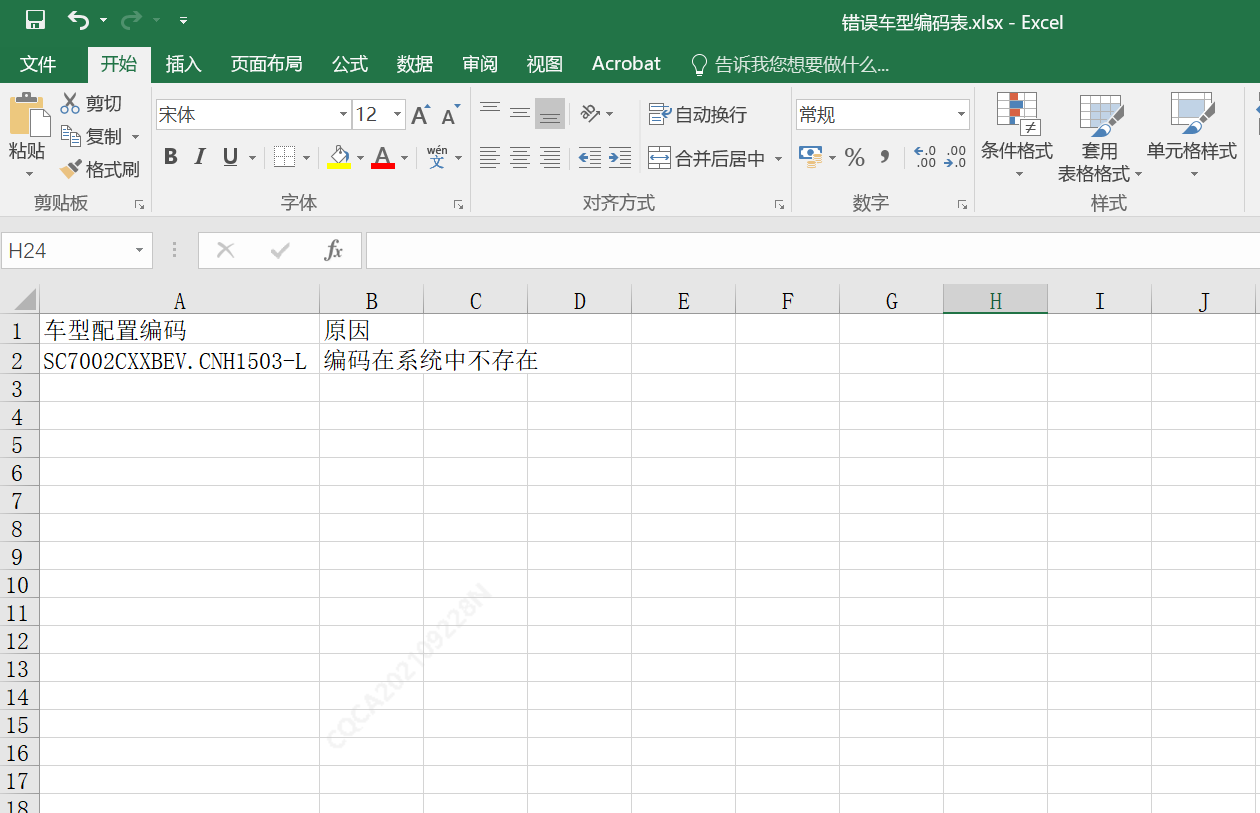 错误车型编码表.xlsx - Excel
文件 开始 插入 页面布局 公式 数据 审阅 视图 Acrobat 告诉我您想要做什么...
剪切
宋体 12 A A 自动换行 常规
粘贴 复制 条件格式 套用 单元格样式
格式刷 B I U A wén 文 合并后居中 % , .0 .00 .00 .0 表格格式
剪贴板 字体 对齐方式 数字 样式
H24 fx
A B C D E F G H I J
1 车型配置编码 原因
2 SC7002CXXBEV.CNH1503-L 编码在系统中不存在
3
4
5
6
7
8
9
10
11
12
13
14
15
16
17
18
CQCA202109228N